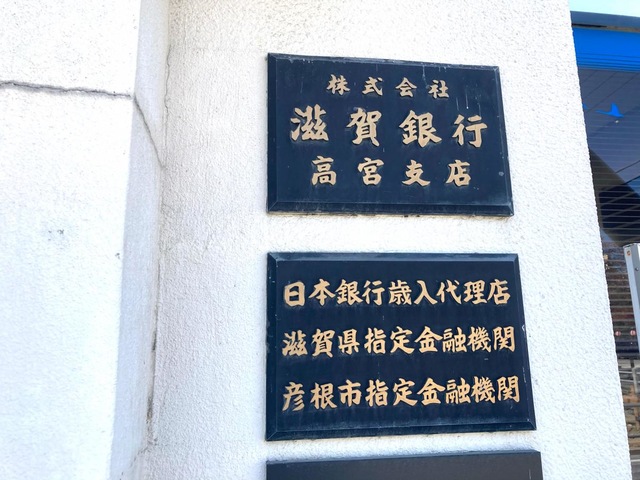 株式会社
滋賀銀行
高宮支店
日本銀行歳入代理店
滋賀県指定金融機関
彦根市指定金融機関